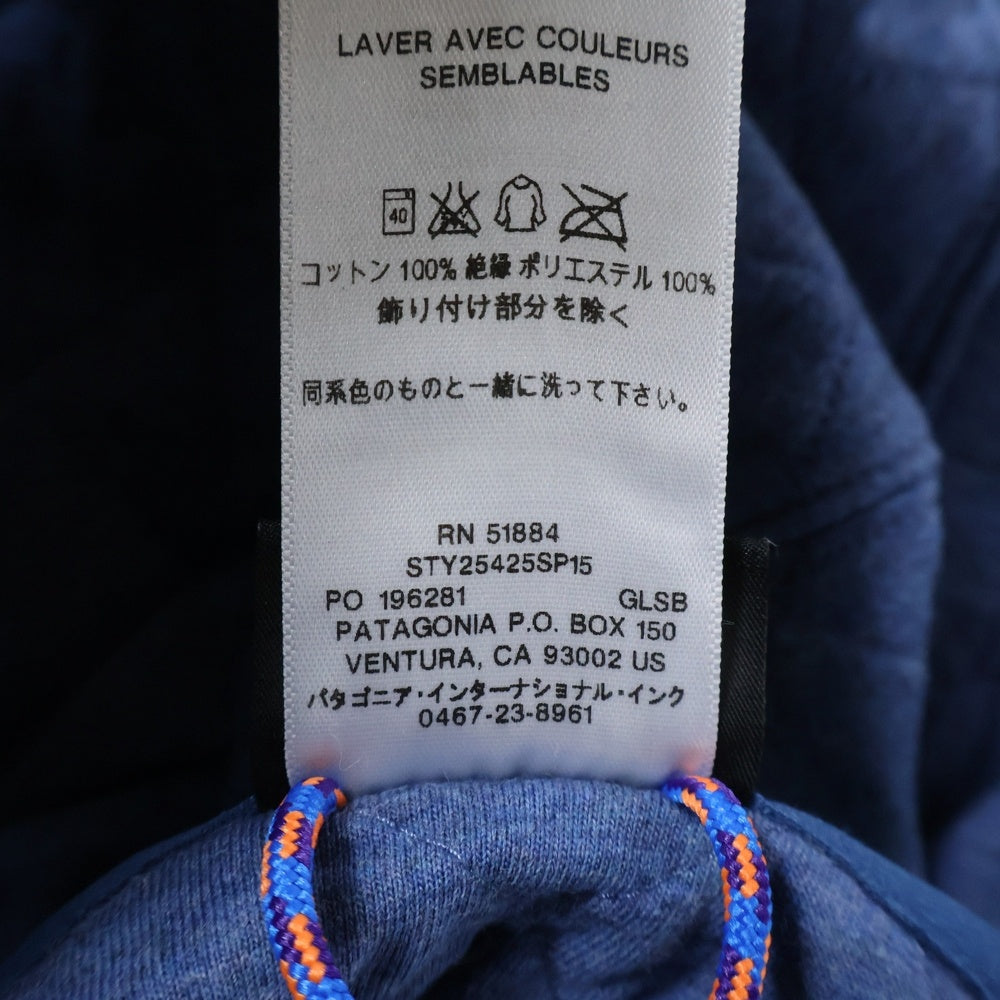 LAVER AVEC COULEURS
SEMBLABLES
40
コットン 100% 絶縁 ポリエステル 100%
飾り付け部分を除く
同系色のものと一緒に洗って下さい。
RN 51884
STY25425SP15
PO 196281 GLSB
PATAGONIA P.O. BOX 150
VENTURA, CA 93002 US
パタゴニア・インターナショナル・インク
0467-23-8961